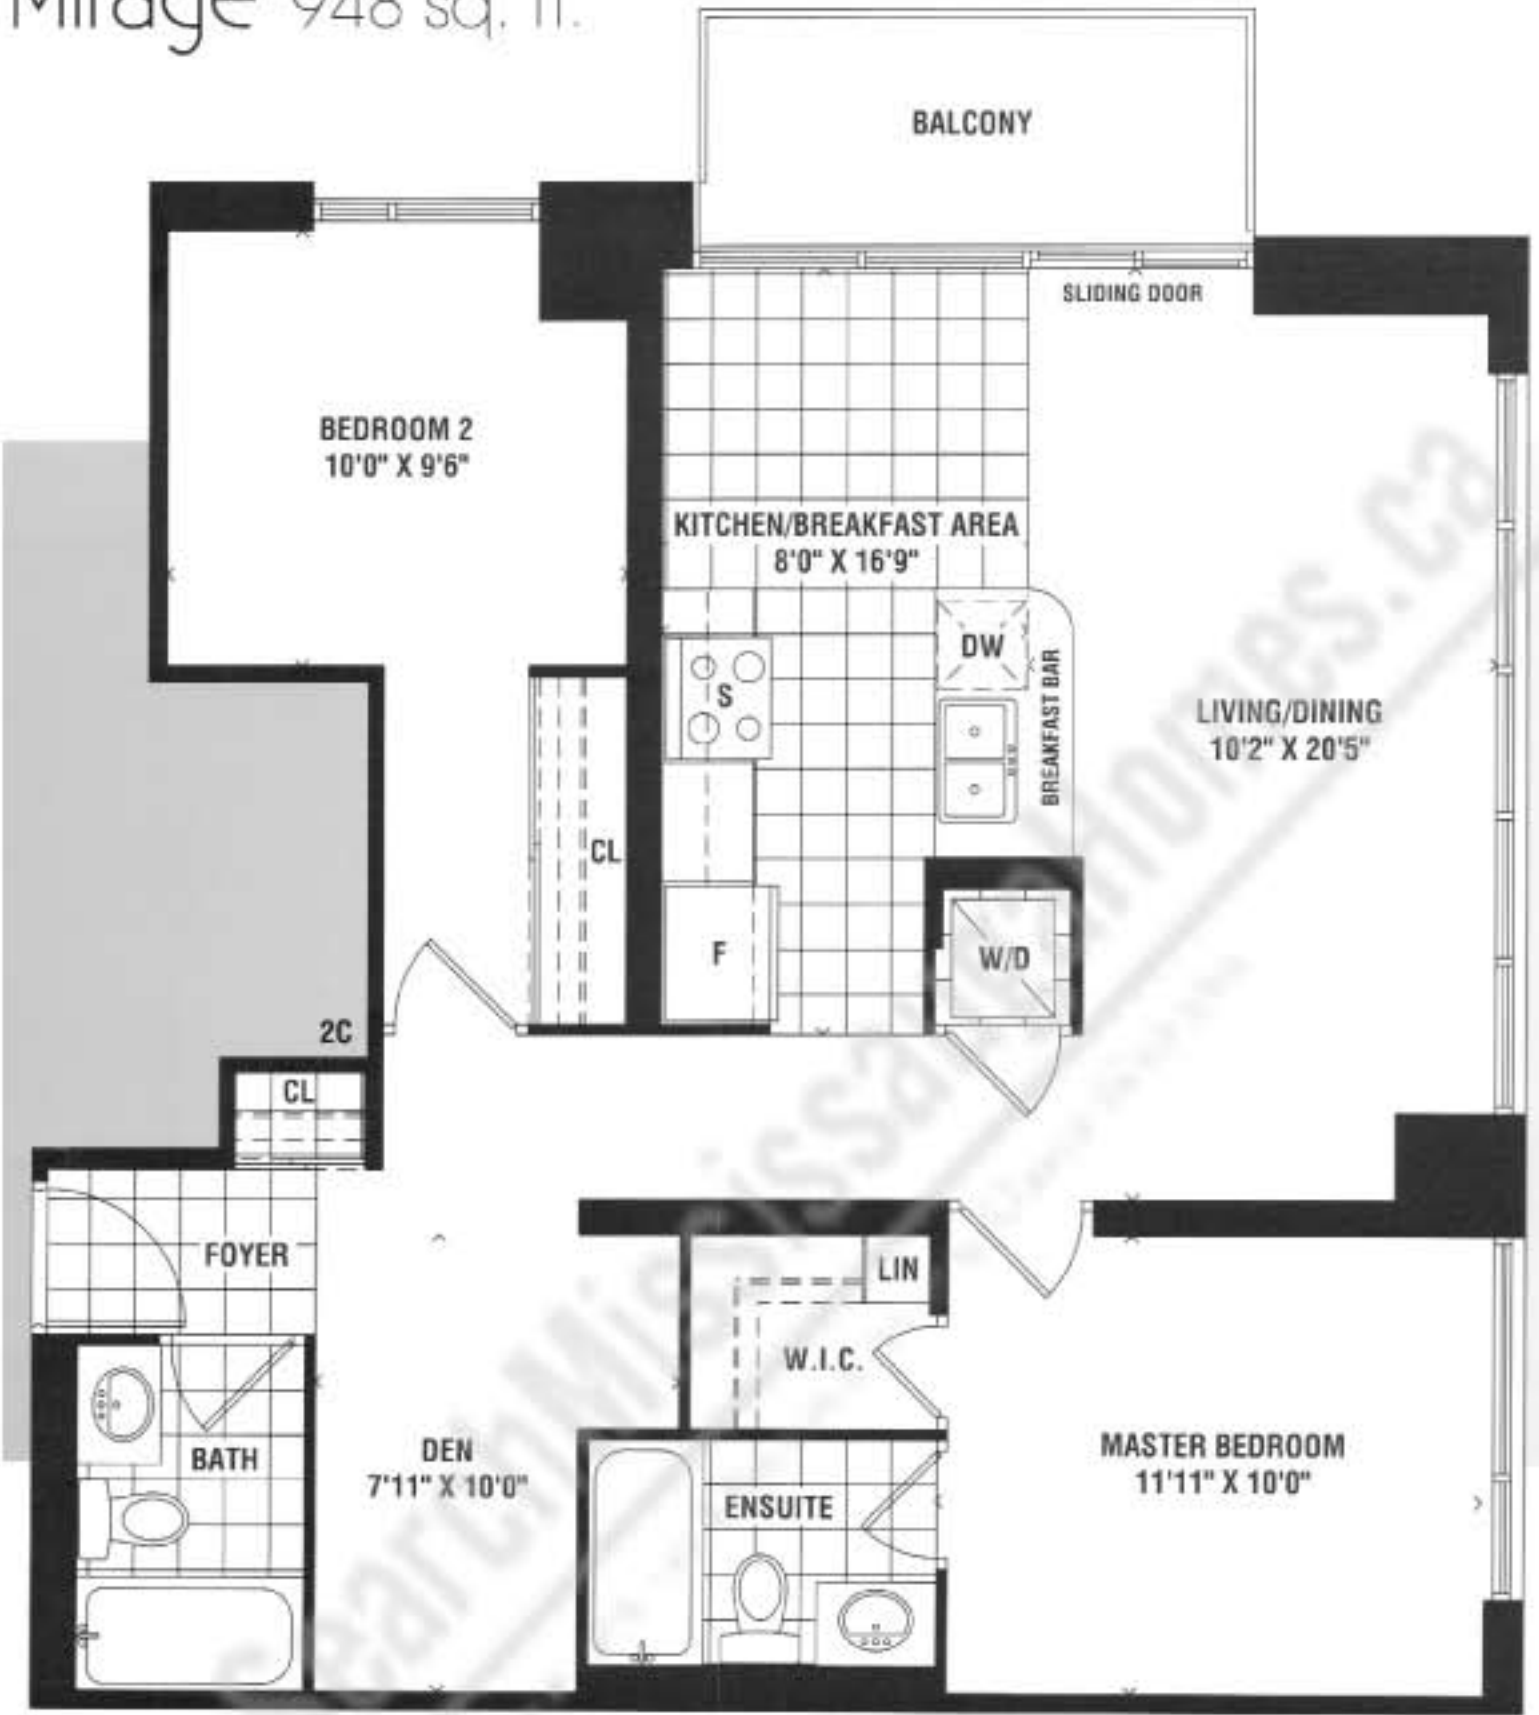 Mirage 948 sq. ft.
BALCONY
SLIDING DOOR
BEDROOM 2
10'0" X 9'6"
KITCHEN/BREAKFAST AREA
8'0" X 16'9"
DW
S
BREAKFAST BAR
LIVING/DINING
10'2" X 20'5"
CL
F
W/D
2C
CL
FOYER
LIN
W.I.C.
BATH
DEN
7'11" X 10'0"
ENSUITE
MASTER BEDROOM
11'11" X 10'0"
SearchMississaugaHomes.ca